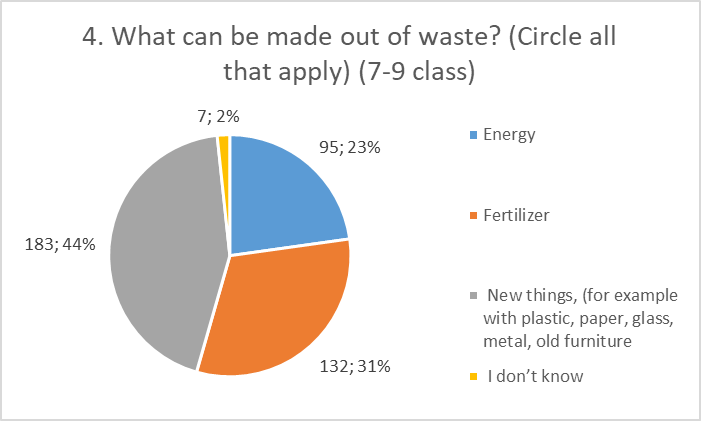 4. What can be made out of waste? (Circle all
that apply) (7-9 class)
7; 2%
95; 23%
183; 44%
132; 31%
Energy
Fertilizer
New things, (for example
with plastic, paper, glass,
metal, old furniture
I don’t know